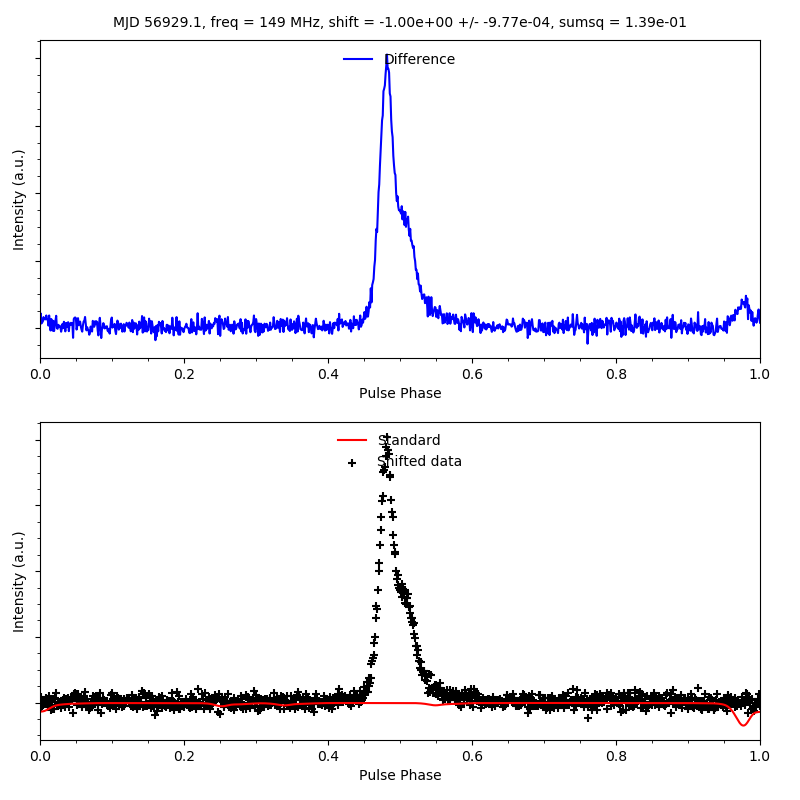 MJD 56929.1, freq = 149 MHz, shift = -1.00e+00 +/- -9.77e-04, sumsq = 1.39e-01
Difference
Intensity (a.u.)
0.0 0.2 0.4 0.6 0.8 1.0
Pulse Phase
Standard
Shifted data
Intensity (a.u.)
0.0 0.2 0.4 0.6 0.8 1.0
Pulse Phase